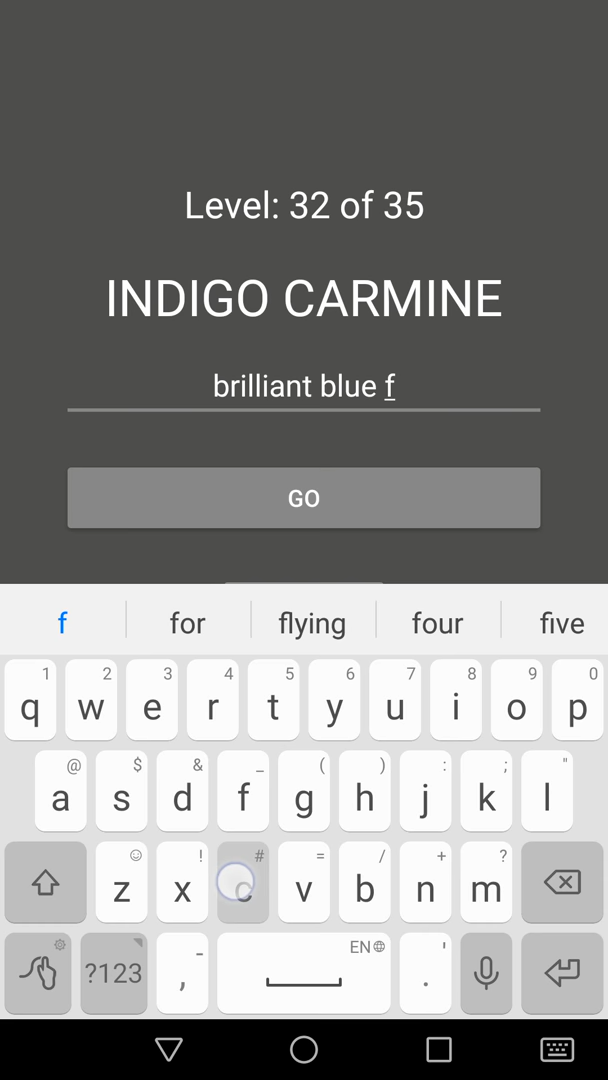 Level: 32 of 35
INDIGO CARMINE
brilliant blue f
GO
f for flying four five
1 2 3 4 5 6 7 8 9 0
q w e r t y u i o p
@ $ & _ ( ) : ; "
a s d f g h j k l
# ! = / + ?
z x c v b n m
EN
?123 , - . '